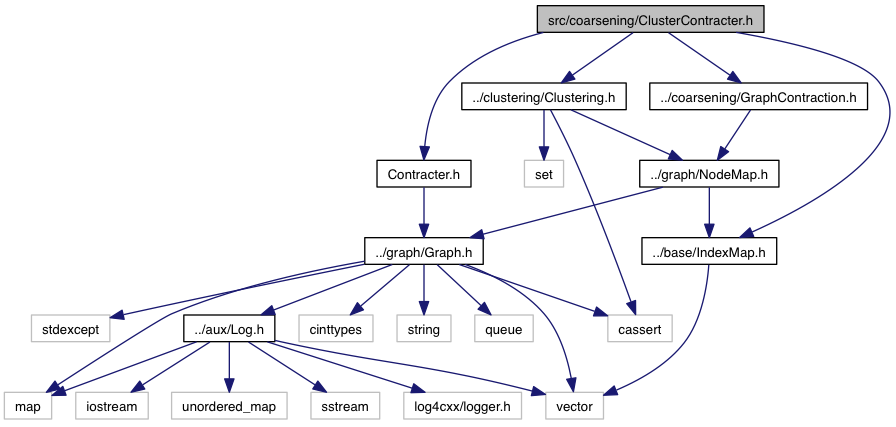 src/coarsening/ClusterContracter.h
../clustering/Clustering.h
../coarsening/GraphContraction.h
Contracter.h
set
../graph/NodeMap.h
../graph/Graph.h
../base/IndexMap.h
stdexcept
../aux/Log.h
cinttypes
string
queue
cassert
map
iostream
unordered_map
sstream
log4cxx/logger.h
vector